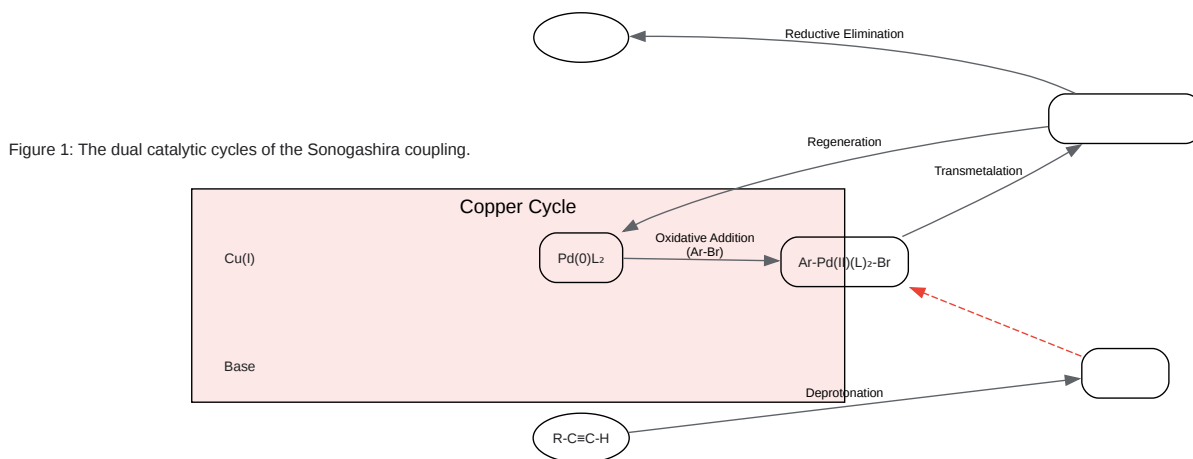 Reductive Elimination
Figure 1: The dual catalytic cycles of the Sonogashira coupling.
Regeneration
Transmetalation
Copper Cycle
Cu(I)
Pd(0)L₂
Oxidative Addition
(Ar-Br)
Ar-Pd(II)(L)₂-Br
Base
Deprotonation
R-C≡C-H